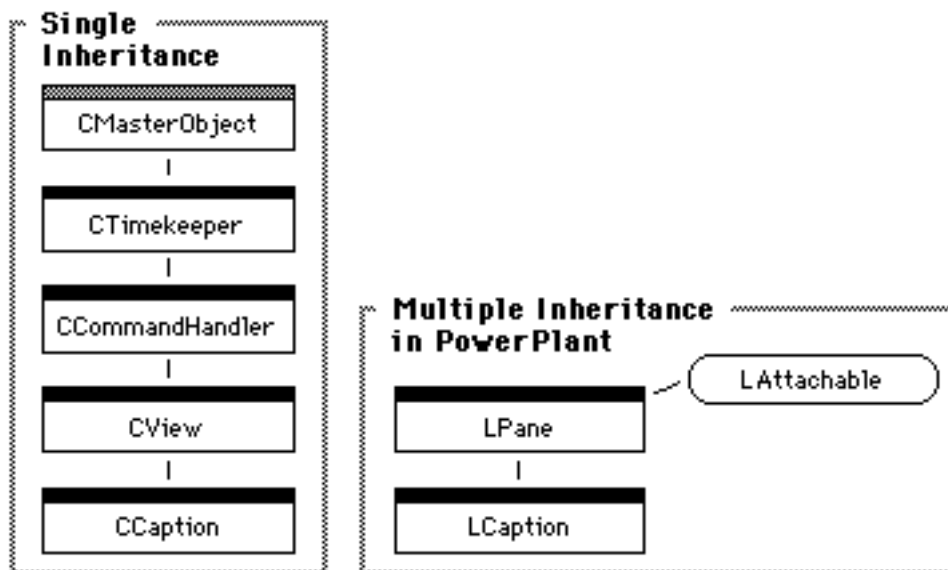 Single
Inheritance
CMasterObject
CTimekeeper
CCommandHandler
CView
CCaption
Multiple Inheritance
in PowerPlant
LAttachable
LPane
LCaption